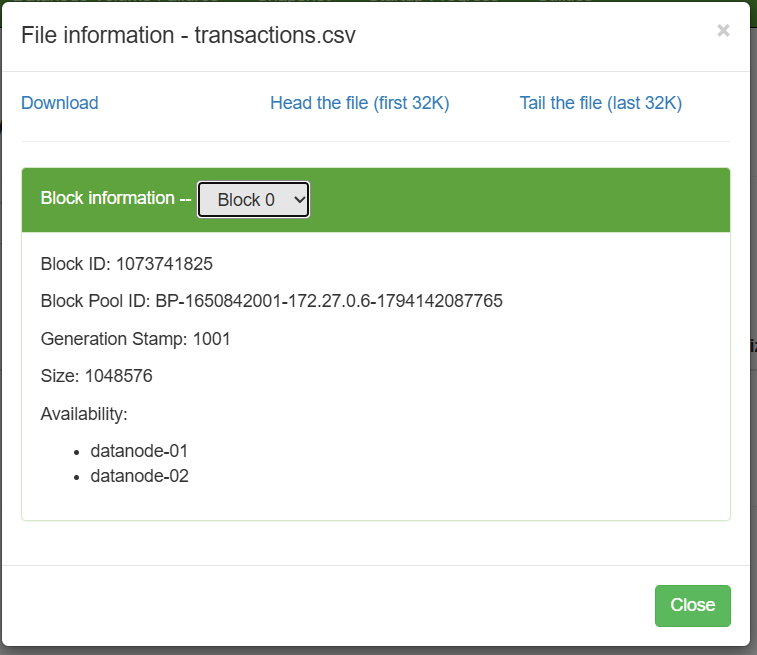 File information - transactions.csv
×
Download
Head the file (first 32K)
Tail the file (last 32K)
Block information -- Block 0
Block ID: 1073741825
Block Pool ID: BP-1650842001-172.27.0.6-1794142087765
Generation Stamp: 1001
Size: 1048576
Availability:
• datanode-01
• datanode-02
Close